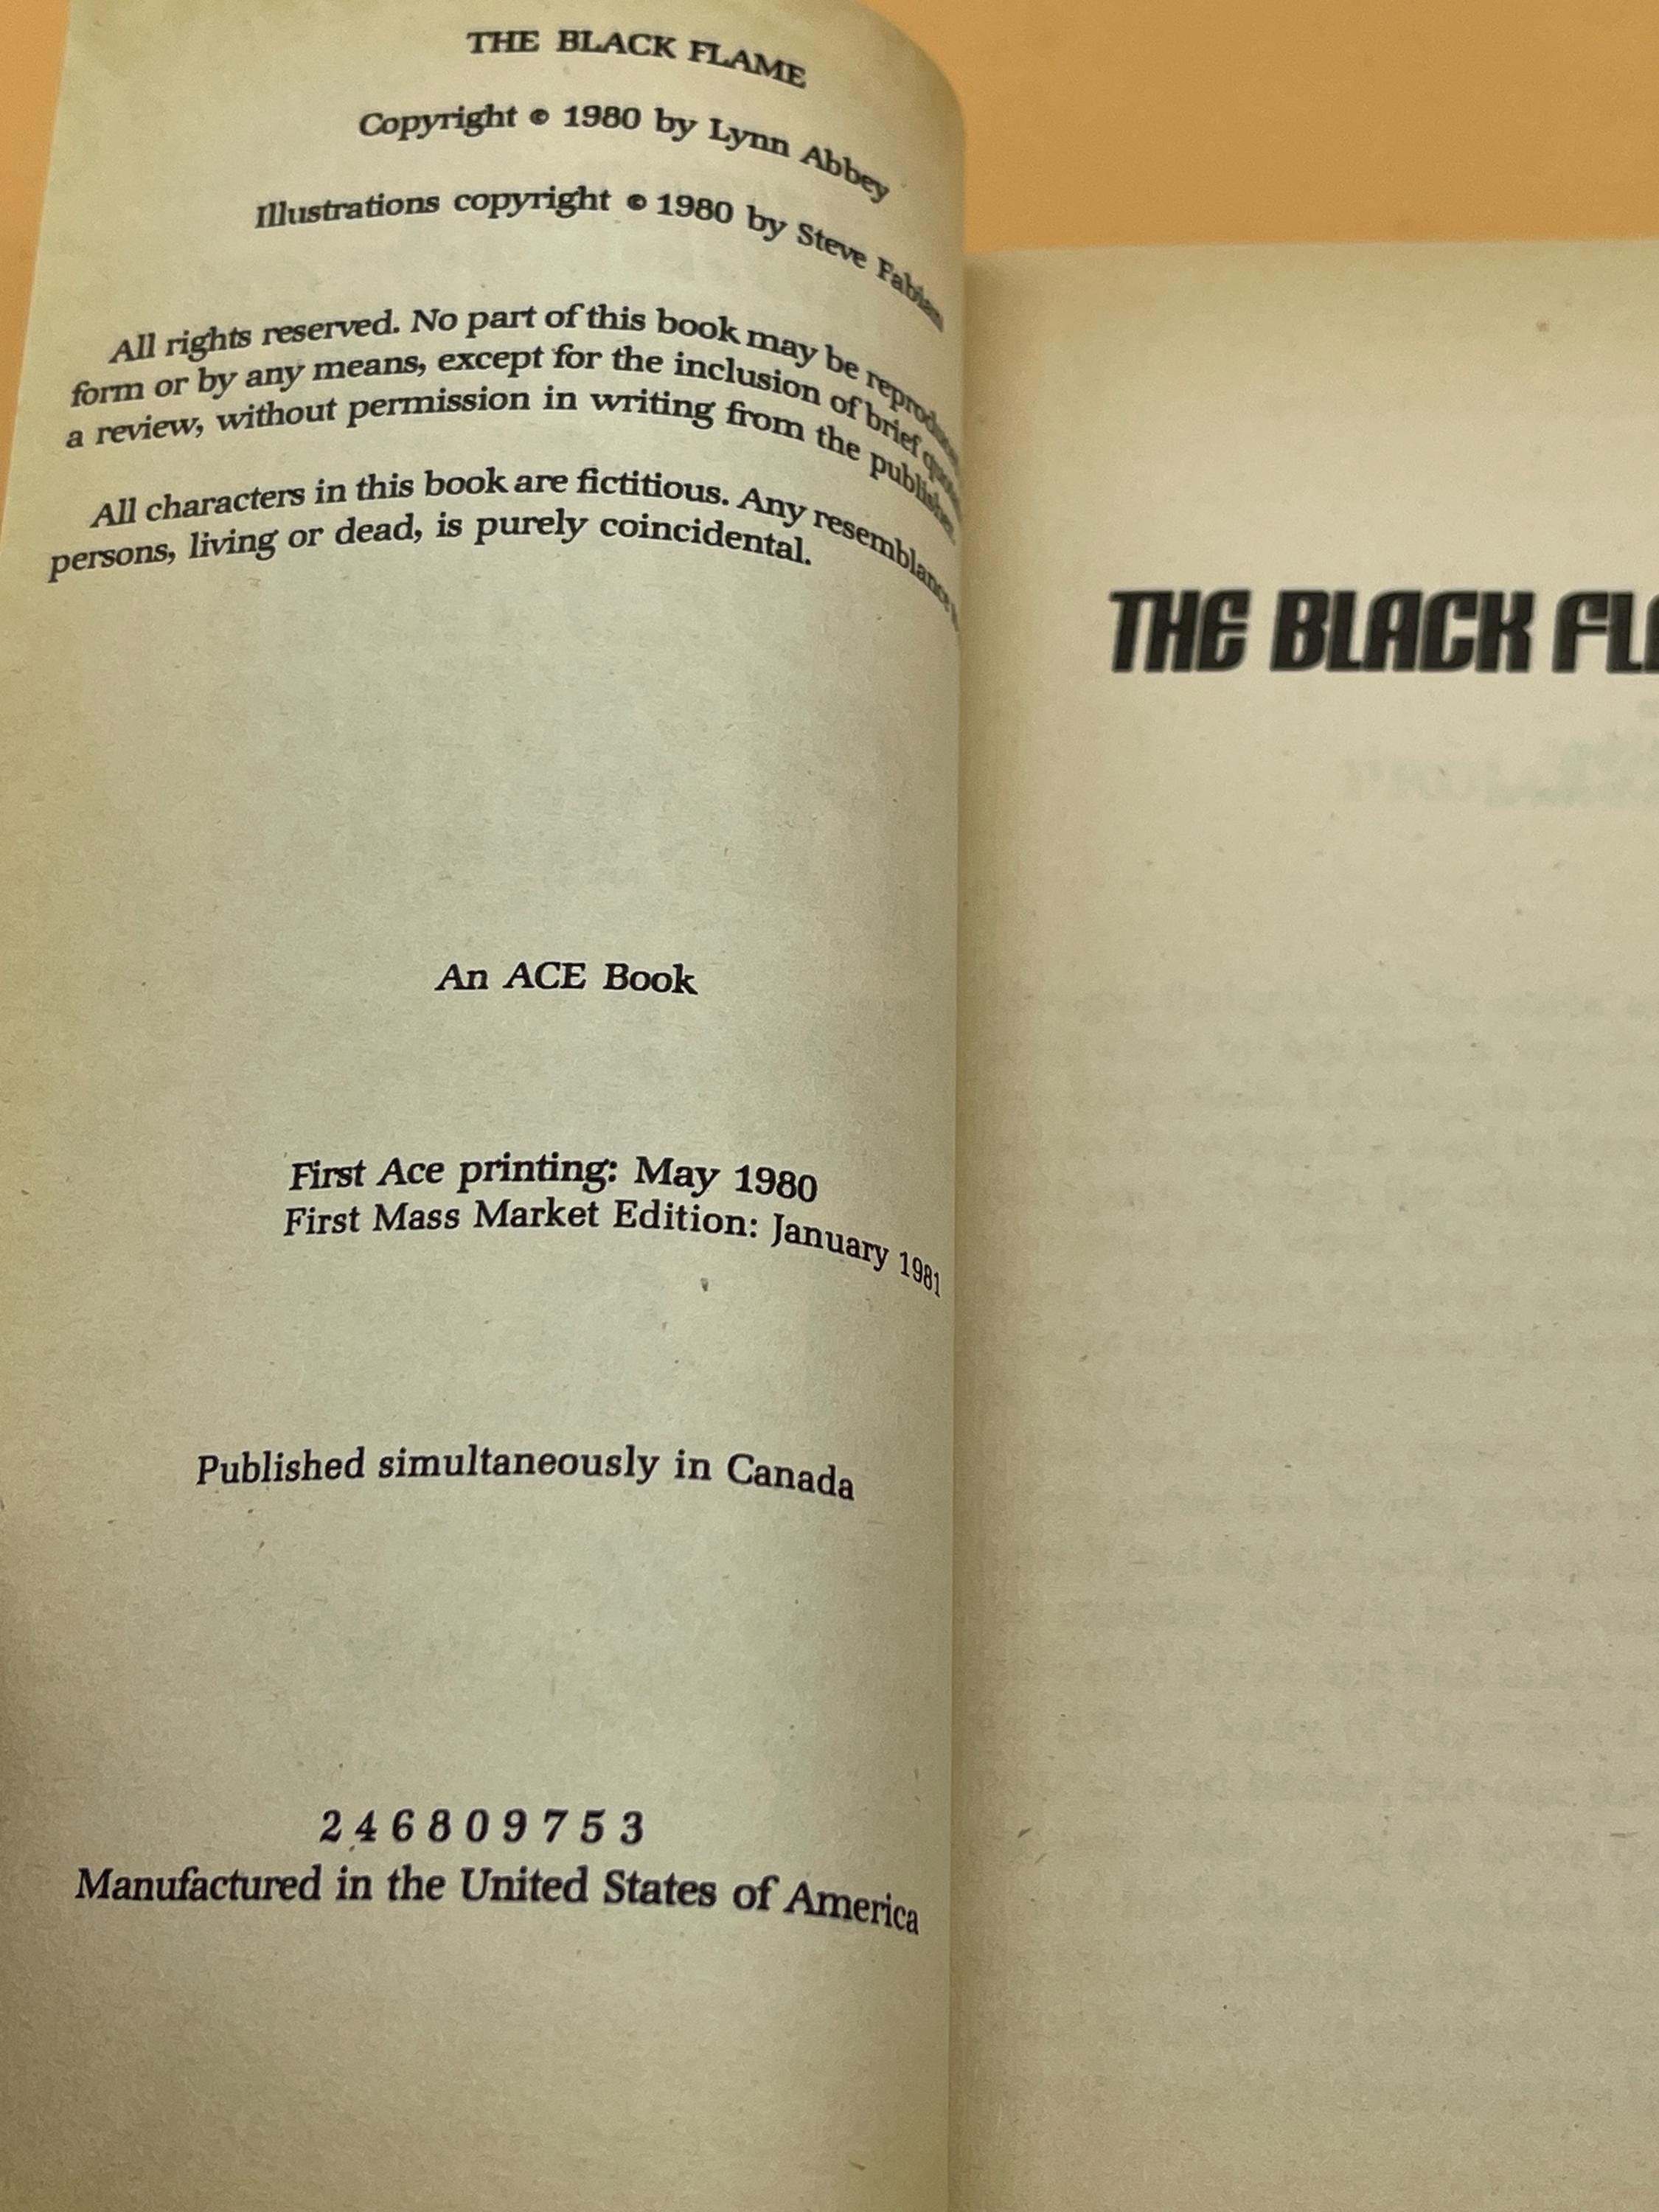 THE BLACK FLAME
Copyright © 1980 by Lynn Abbey
Illustrations copyright © 1980 by Steve Fabian
All rights reserved. No part of this book may be
form or by any means, except for the inclusion of brief
a review, without permission in writing from the
All characters in this book are fictitious. Any resemblance
persons, living or dead, is purely coincidental.
An ACE Book
First Ace printing: May 1980
First Mass Market Edition: January 1981
Published simultaneously in Canada
2 4 6 8 0 9 7 5 3
Manufactured in the United States of America
THE BLACK